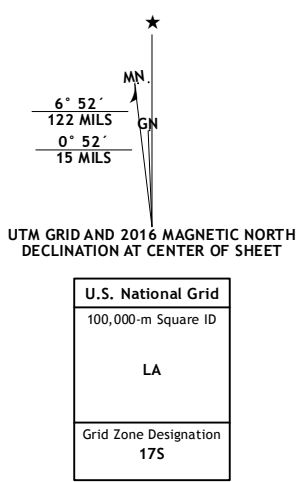 ★
MN
6° 52´
122 MILS
GN
0° 52´
15 MILS
UTM GRID AND 2016 MAGNETIC NORTH
DECLINATION AT CENTER OF SHEET
U.S. National Grid
100,000-m Square ID
LA
Grid Zone Designation
17S